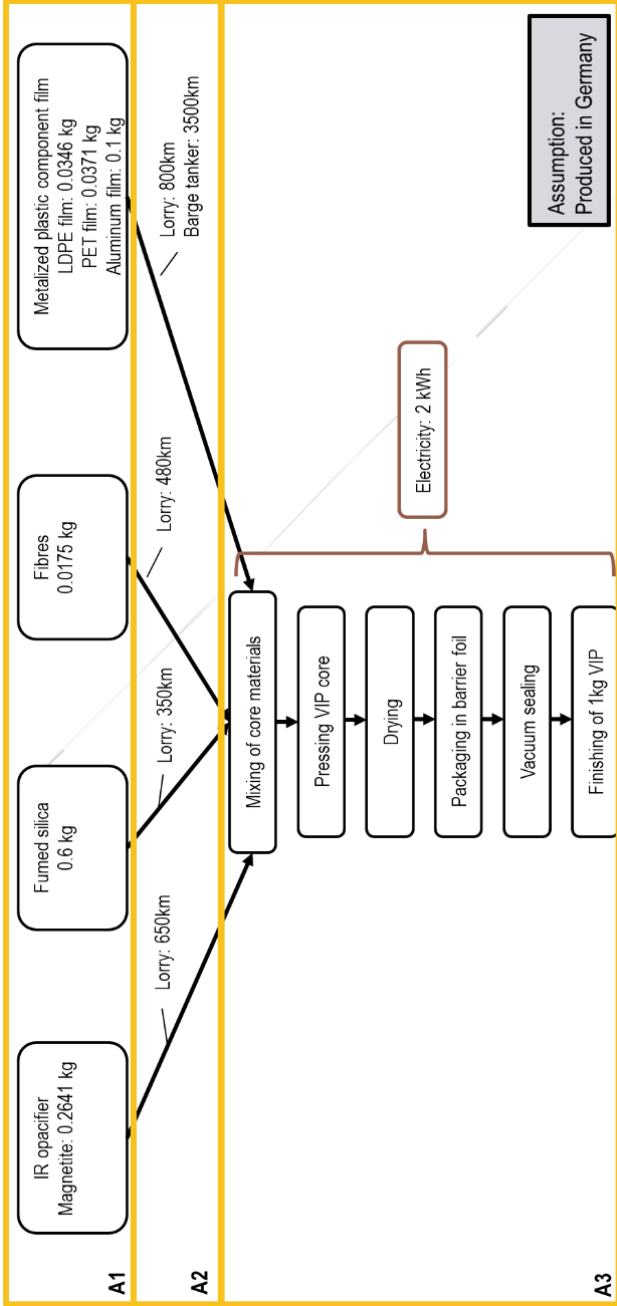 A1
IR opacifier
Magnetite: 0.2641 kg
Fumed silica
0.6 kg
Fibres
0.0175 kg
Metalized plastic component film
LDPE film: 0.0346 kg
PET film: 0.0371 kg
Aluminum film: 0.1 kg
A2
Lorry: 650km
Lorry: 350km
Lorry: 480km
Lorry: 800km
Barge tanker: 3500km
A3
Mixing of core materials
Pressing VIP core
Drying
Packaging in barrier foil
Vacuum sealing
Finishing of 1kg VIP
Electricity: 2 kWh
Assumption:
Produced in Germany